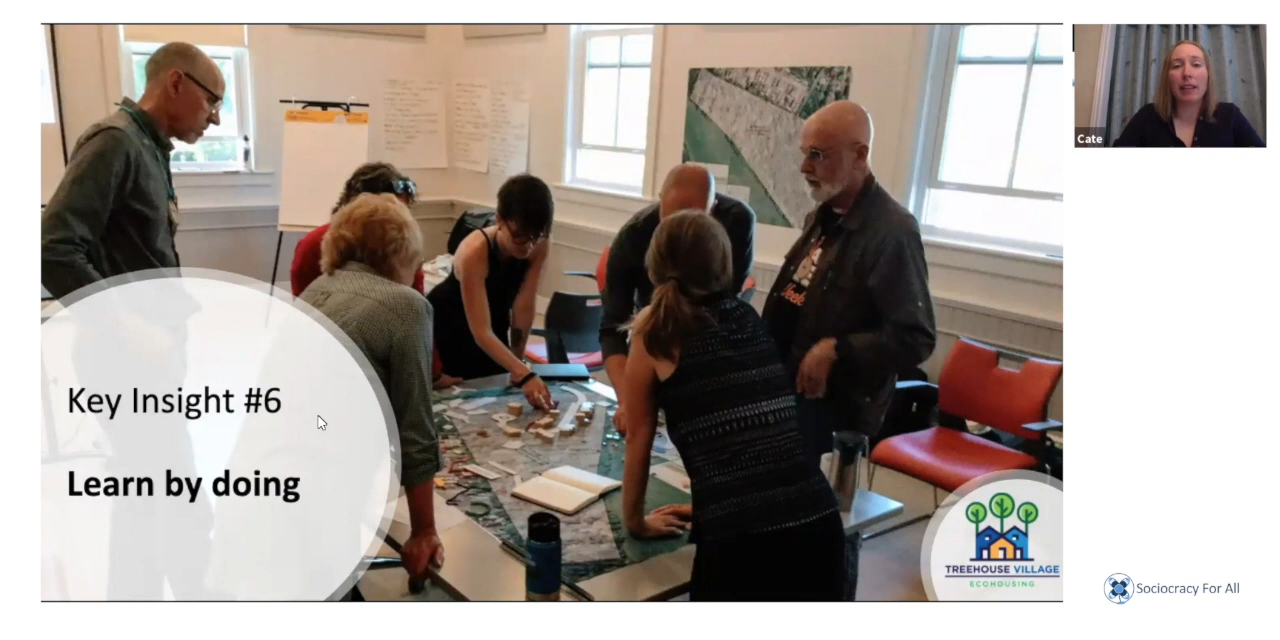 Cate
Key Insight #6
Learn by doing
TREEHOUSE VILLAGE
ECOHOUSING
Sociocracy For All